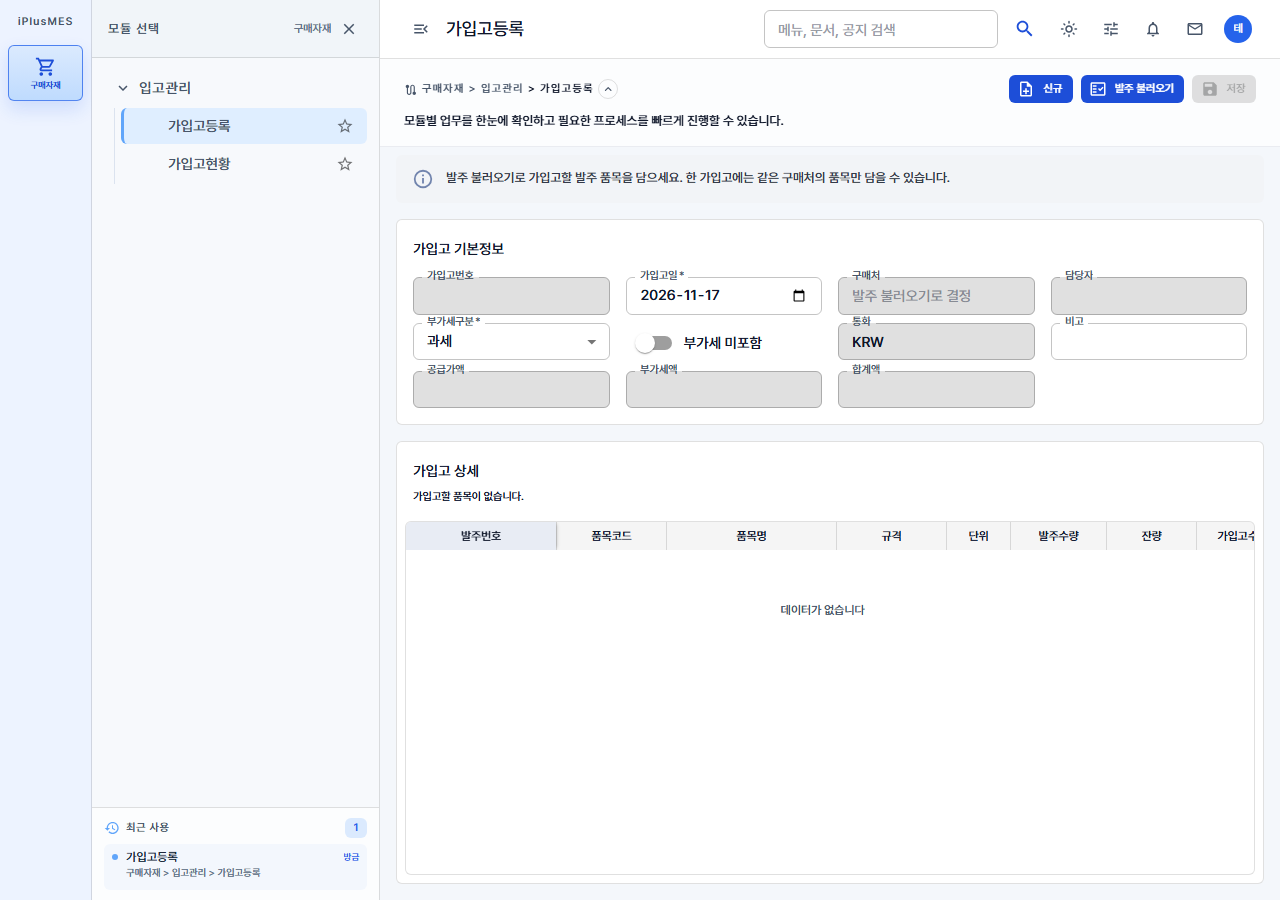 iPlusMES
구매자재
모듈 선택
구매자재
입고관리
가입고등록
가입고현황
최근 사용
1
가입고등록
방금
구매자재 > 입고관리 > 가입고등록
가입고등록
메뉴, 문서, 공지 검색
테
구매자재 > 입고관리 > 가입고등록
신규
발주 불러오기
저장
모듈별 업무를 한눈에 확인하고 필요한 프로세스를 빠르게 진행할 수 있습니다.
발주 불러오기로 가입고할 발주 품목을 담으세요. 한 가입고에는 같은 구매처의 품목만 담을 수 있습니다.
가입고 기본정보
가입고번호
가입고일 *
2026-11-17
구매처
발주 불러오기로 결정
담당자
부가세구분 *
과세
부가세 미포함
통화
KRW
비고
공급가액
부가세액
합계액
가입고 상세
가입고할 품목이 없습니다.
발주번호
품목코드
품목명
규격
단위
발주수량
잔량
가입고수
데이터가 없습니다